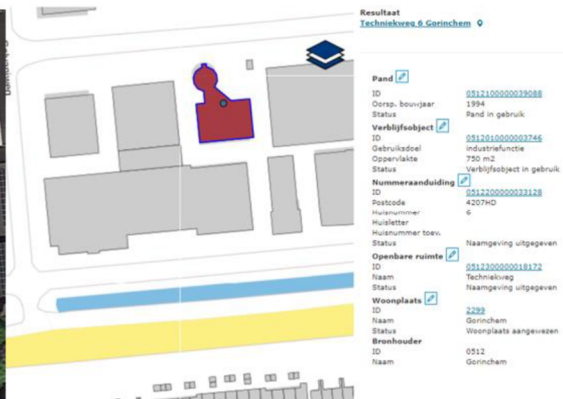 Resultaat
Techniekweg 6 Gorinchem
Pand
ID 0512100000039088
Oorsp. bouwjaar 1994
Status Pand in gebruik
Verblijfsobject
ID 0512010000003746
Gebruiksdoel industriefunctie
Oppervlakte 750 m2
Status Verblijfsobject in gebruik
Nummeraanduiding
ID 0512200000033128
Postcode 4207HD
Huisnummer 6
Huisletter
Huisnummer toev.
Status Naamgeving uitgegeven
Openbare ruimte
ID 0512300000018172
Naam Techniekweg
Status Naamgeving uitgegeven
Woonplaats
ID 2299
Naam Gorinchem
Status Woonplaats aangewezen
Bronhouder
ID 0512
Naam Gorinchem